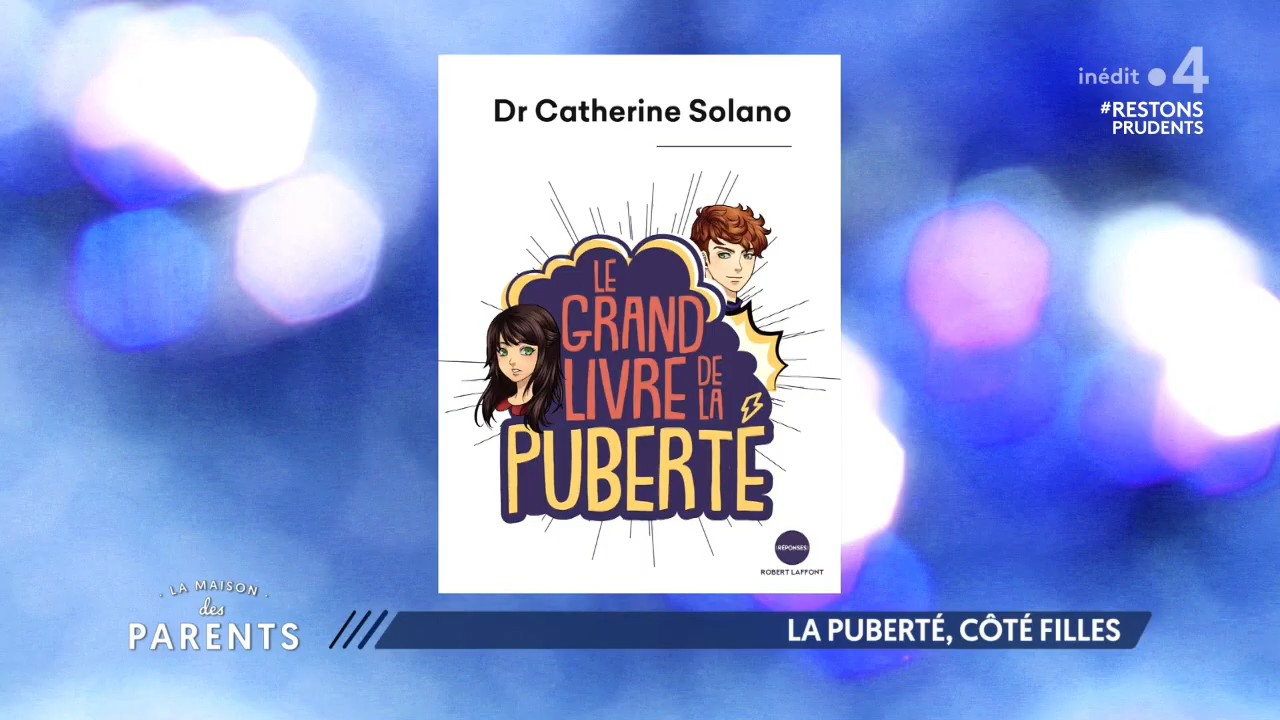 Dr Catherine Solano
LE
GRAND
LIVRE DE
LA
PUBERTÉ
RÉPONSES
ROBERT LAFFONT
inédit 4
#RESTONS
PRUDENTS
· LA MAISON ·
des
PARENTS
LA PUBERTÉ, CÔTÉ FILLES